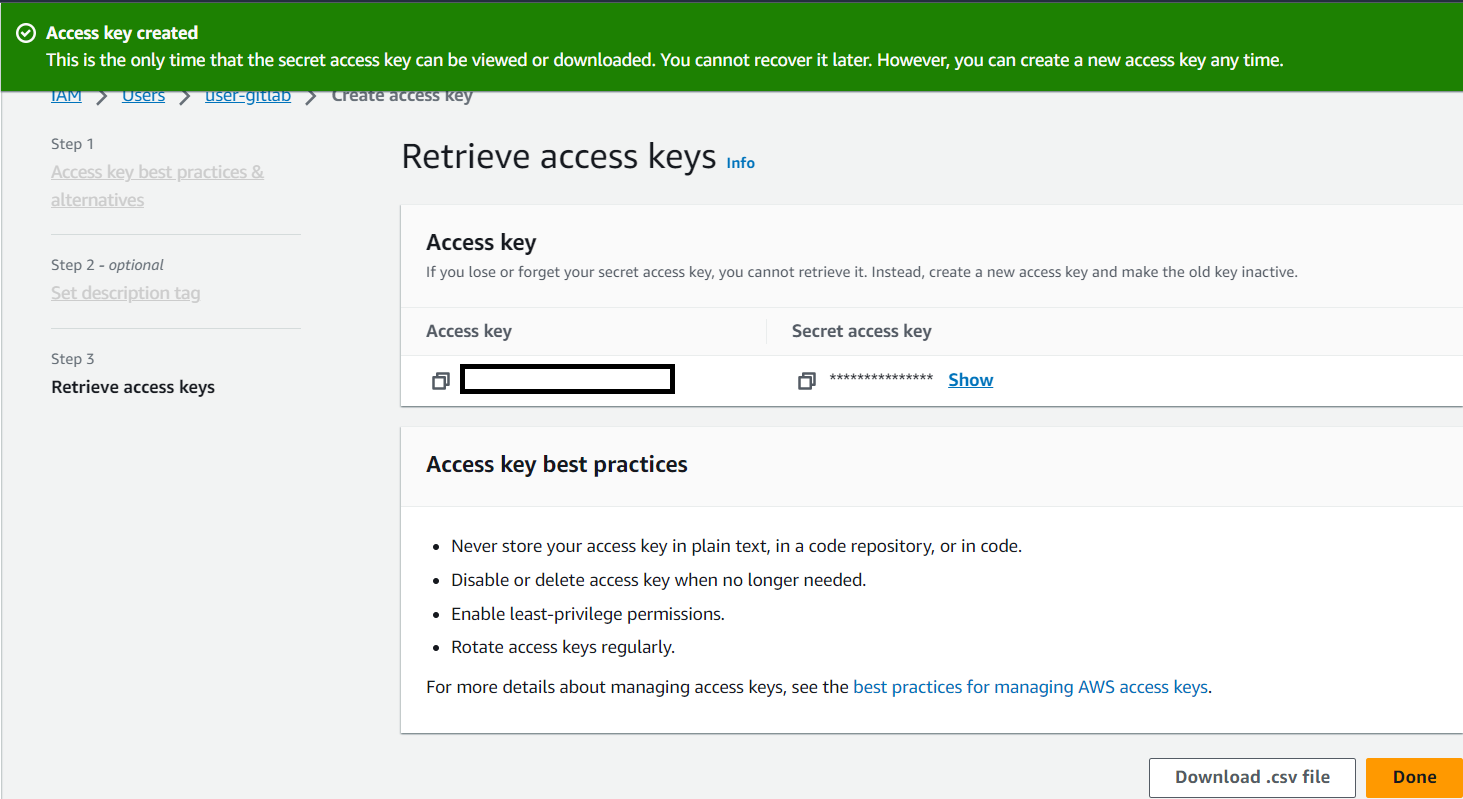 Access key created
This is the only time that the secret access key can be viewed or downloaded. You cannot recover it later. However, you can create a new access key any time.
IAM > Users > user-gitlab > Create access key
Step 1
Access key best practices &
alternatives
Step 2 - optional
Set description tag
Step 3
Retrieve access keys
Retrieve access keys Info
Access key
If you lose or forget your secret access key, you cannot retrieve it. Instead, create a new access key and make the old key inactive.
Access key Secret access key
*************** Show
Access key best practices
• Never store your access key in plain text, in a code repository, or in code.
• Disable or delete access key when no longer needed.
• Enable least-privilege permissions.
• Rotate access keys regularly.
For more details about managing access keys, see the best practices for managing AWS access keys.
Download .csv file Done